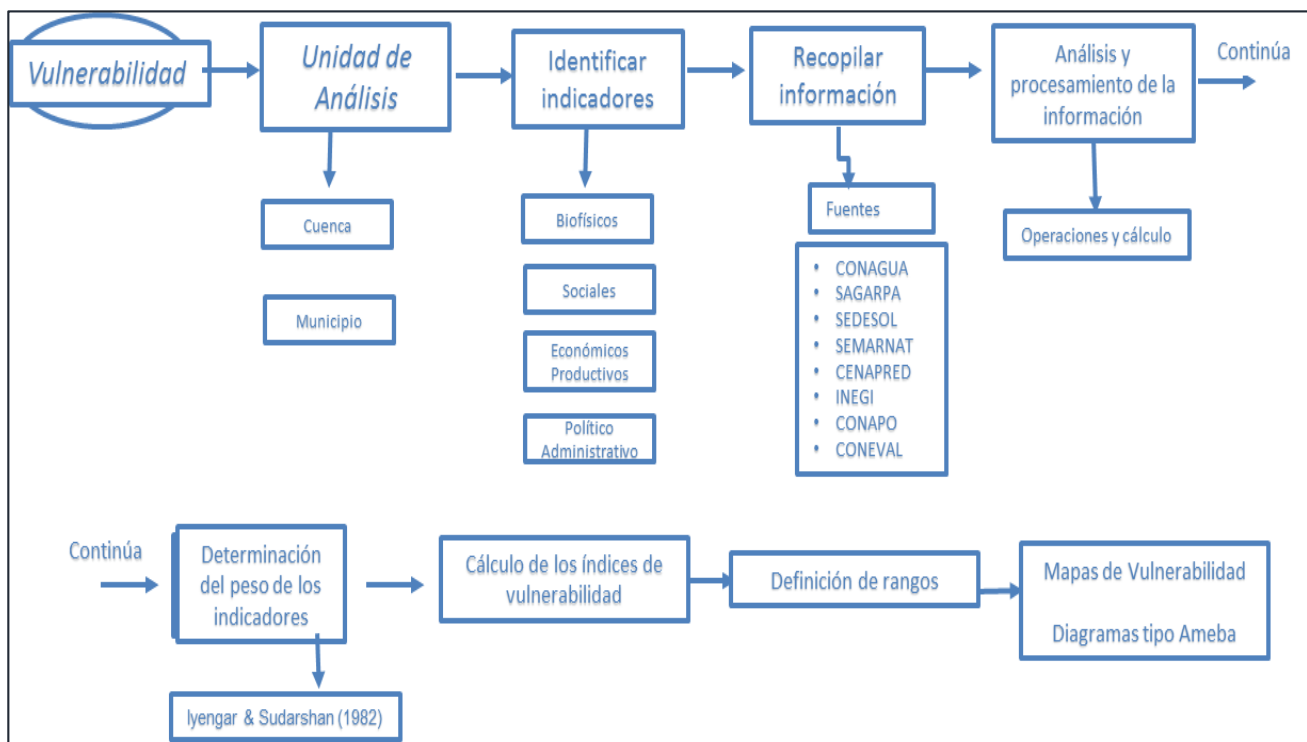 Vulnerabilidad
Unidad de
Análisis
Cuenca
Municipio
Identificar
indicadores
Biofísicos
Sociales
Económicos
Productivos
Político
Administrativo
Recopilar
información
Fuentes
• CONAGUA
• SAGARPA
• SEDESOL
• SEMARNAT
• CENAPRED
• INEGI
• CONAPO
• CONEVAL
Análisis y
procesamiento de la
información
Operaciones y cálculo
Continúa
Continúa
Determinación
del peso de los
indicadores
Iyengar & Sudarshan (1982)
Cálculo de los índices de
vulnerabilidad
Definición de rangos
Mapas de Vulnerabilidad
Diagramas tipo Ameba